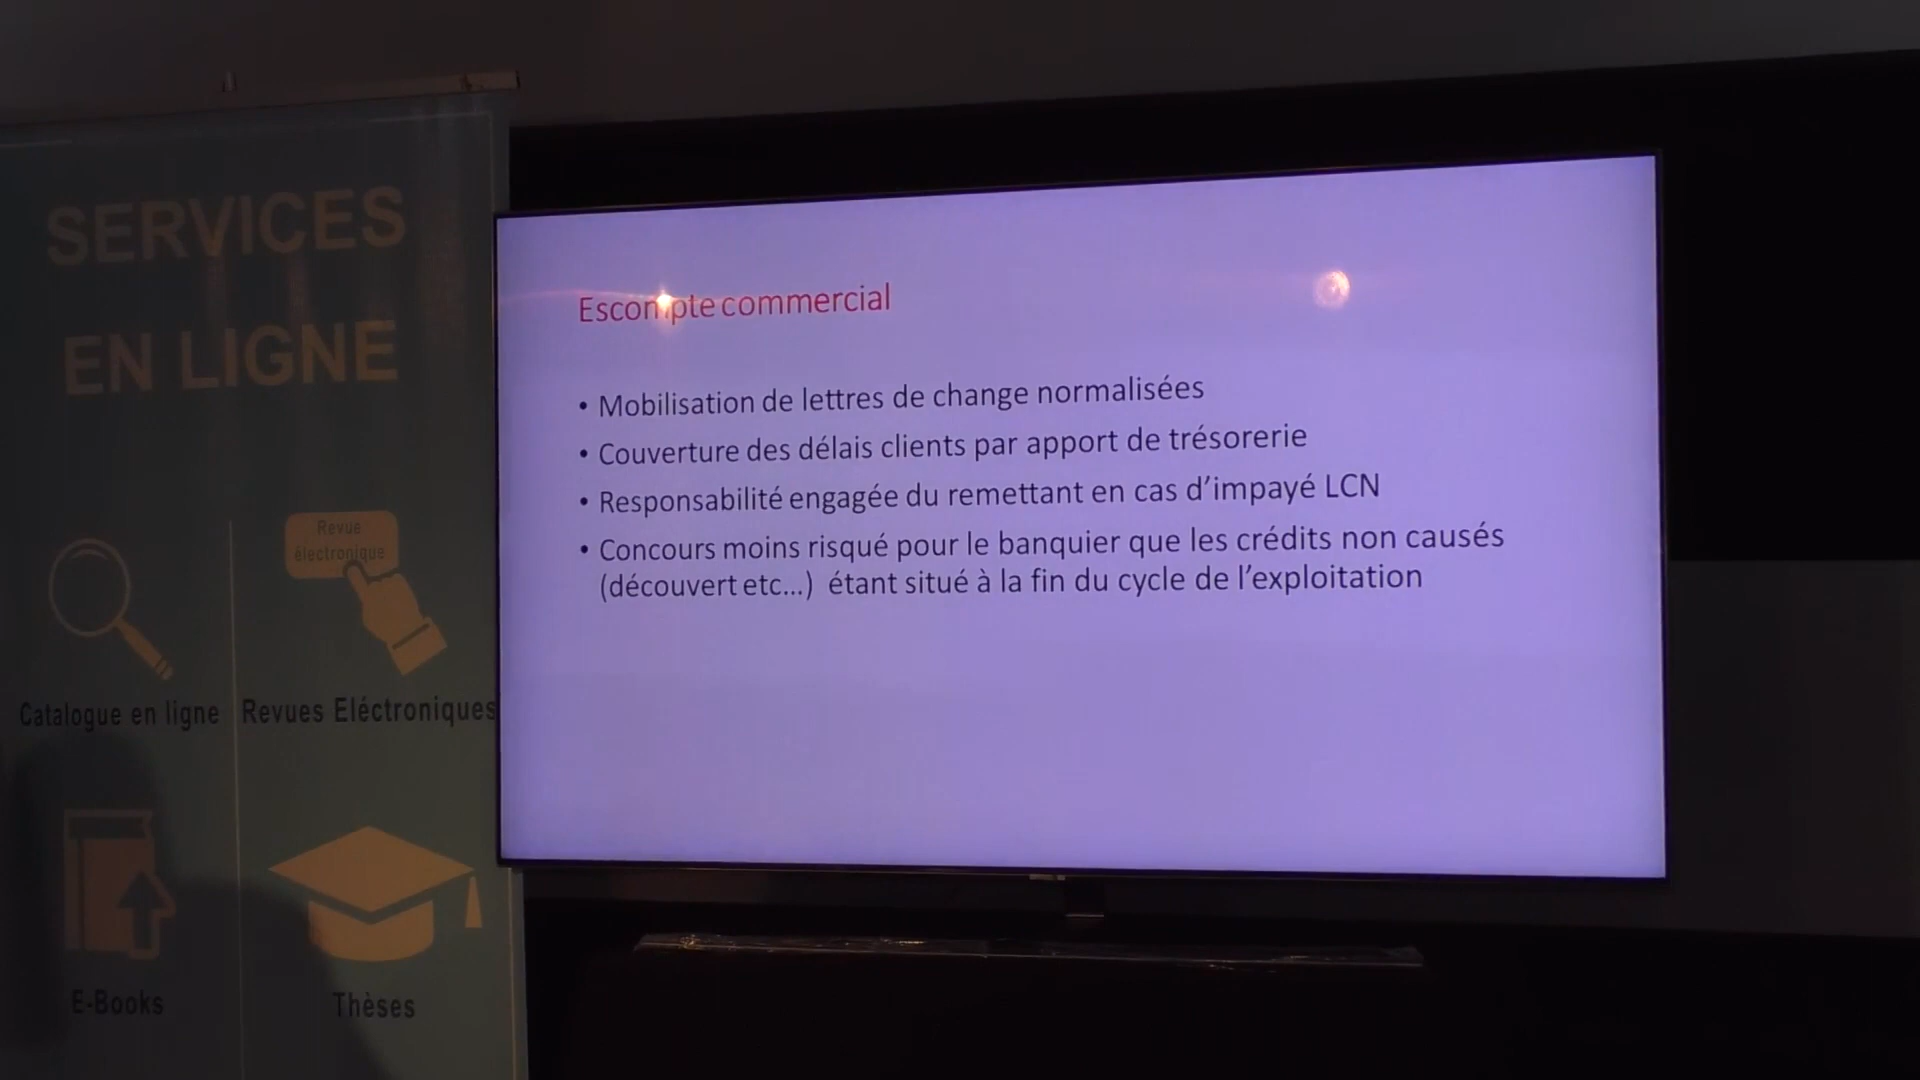 SERVICES
EN LIGNE
Revue
électronique
Catalogue en ligne
Revues Eléctroniques
E-Books
Thèses
Escompte commercial
• Mobilisation de lettres de change normalisées
• Couverture des délais clients par apport de trésorerie
• Responsabilité engagée du remettant en cas d'impayé LCN
• Concours moins risqué pour le banquier que les crédits non causés
(découvert etc...) étant situé à la fin du cycle de l'exploitation